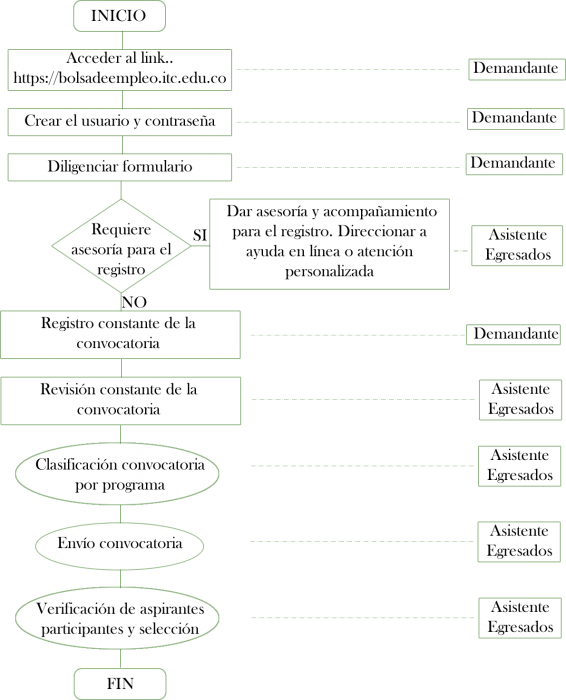 INICIO
Acceder al link..
https://bolsadeempleo.itc.edu.co
Demandante
Crear el usuario y contraseña
Demandante
Diligenciar formulario
Demandante
Requiere
asesoría para el
registro
SI
Dar asesoría y acompañamiento
para el registro. Direccionar a
ayuda en línea o atención
personalizada
Asistente
Egresados
NO
Registro constante de la
convocatoria
Demandante
Revisión constante de la
convocatoria
Asistente
Egresados
Clasificación convocatoria
por programa
Asistente
Egresados
Envío convocatoria
Asistente
Egresados
Verificación de aspirantes
participantes y selección
Asistente
Egresados
FIN